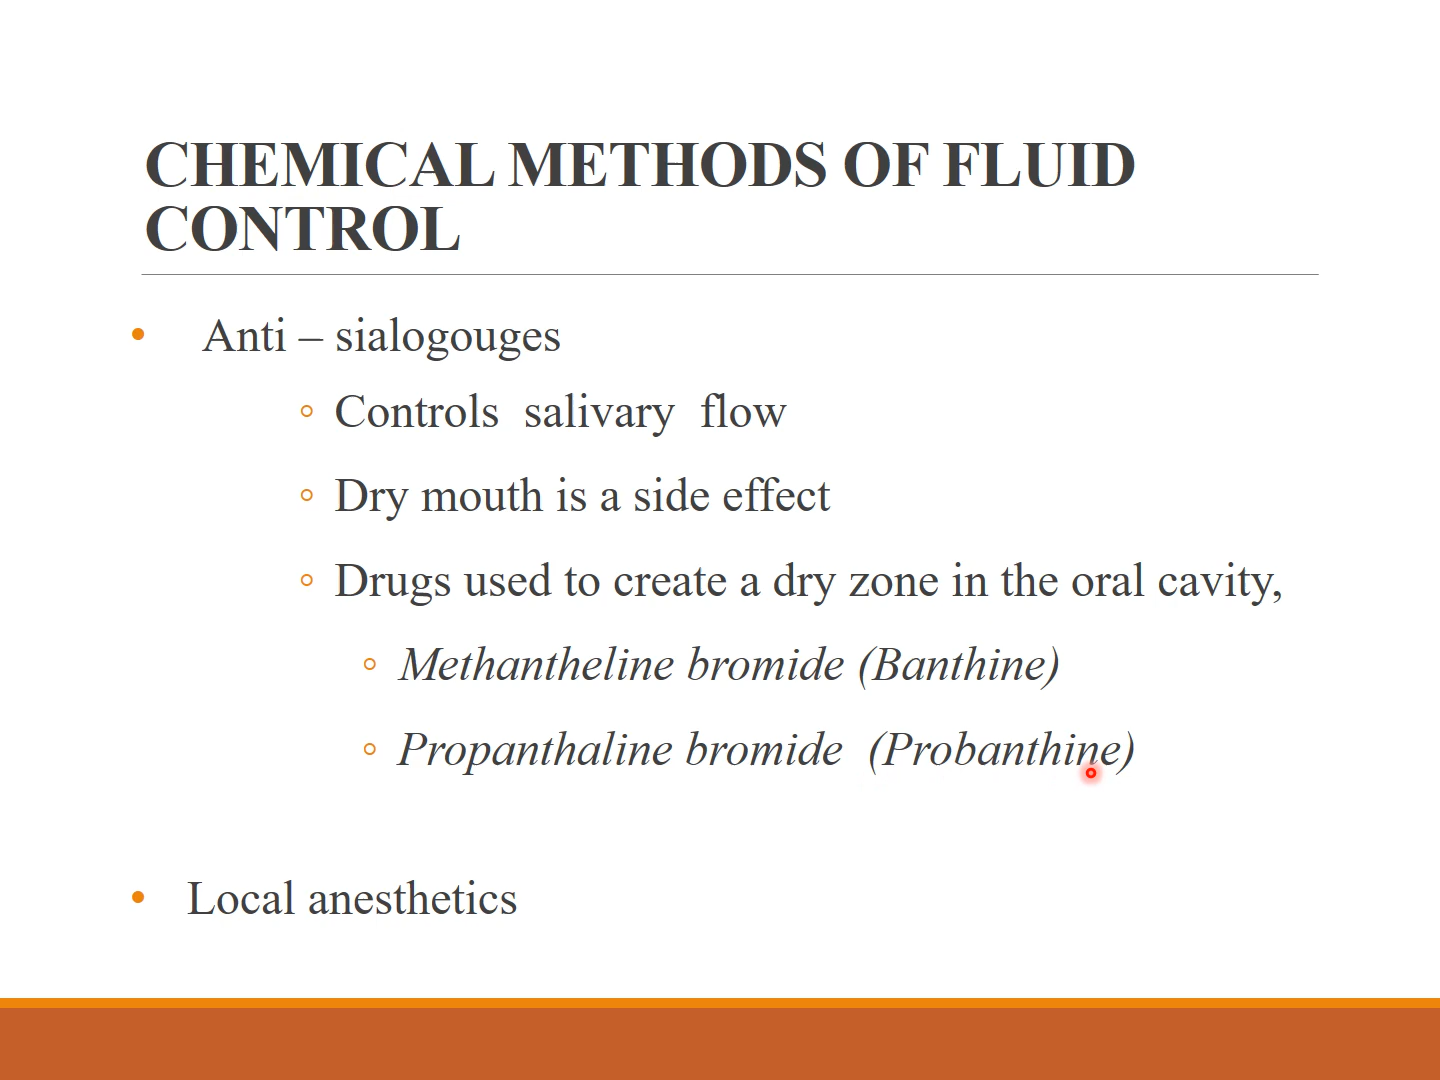 CHEMICAL METHODS OF FLUID
CONTROL
• Anti – sialogouges
◦ Controls salivary flow
◦ Dry mouth is a side effect
◦ Drugs used to create a dry zone in the oral cavity,
◦ Methantheline bromide (Banthine)
◦ Propanthaline bromide (Probanthine)
• Local anesthetics